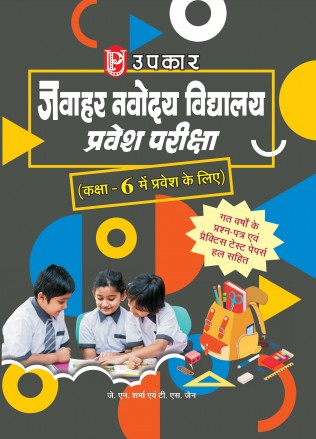 उपकार
जवाहर नवोदय विद्यालय
प्रवेश परीक्षा
(कक्षा - 6 में प्रवेश के लिए)
गत वर्षों के
प्रश्न-पत्र एवं
प्रैक्टिस टेस्ट पेपर्स
हल सहित
जे. एन. शर्मा एवं टी. एस. जैन